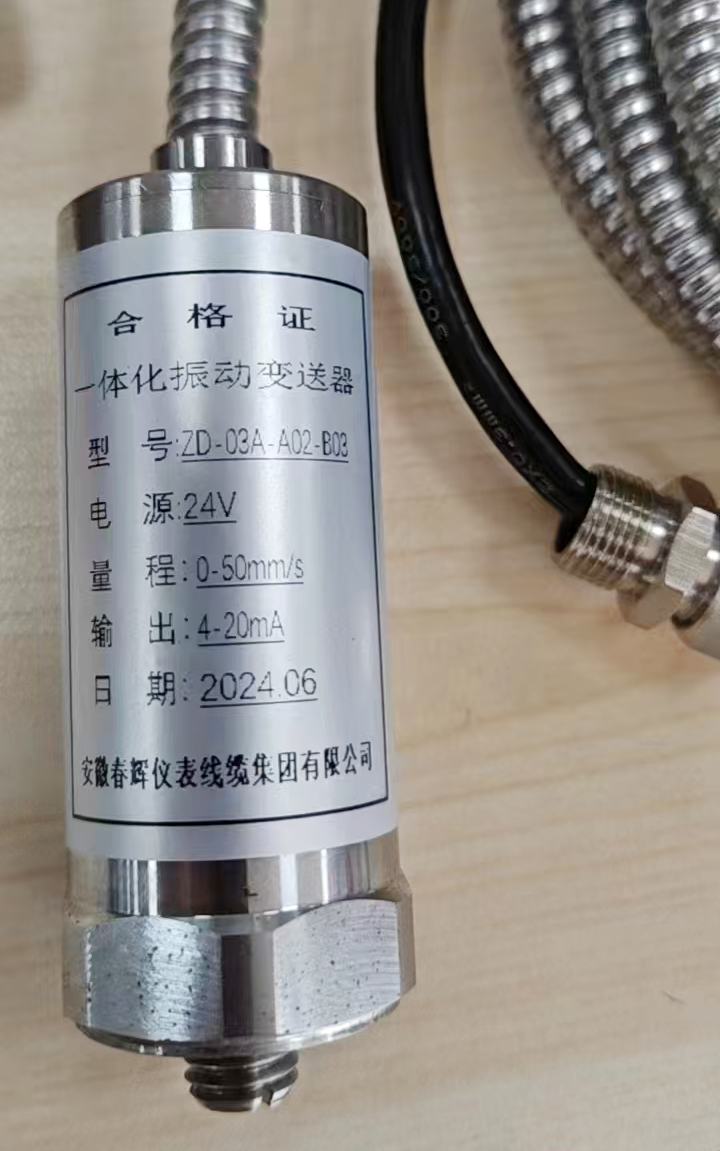 合格证
一体化振动变送器
型号:ZD-03A-A02-B03
电源:24V
量程:0-50mm/s
输出:4-20mA
日期:2024.06
安徽春辉仪表线缆集团有限公司